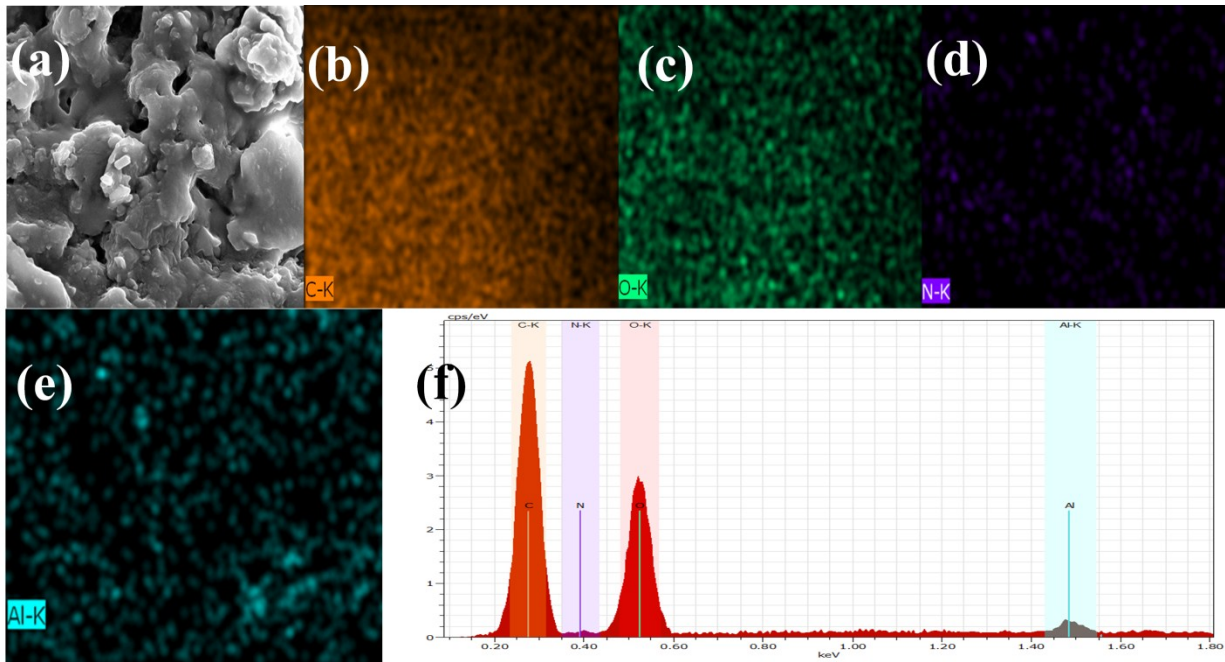 (a)
(b)
(c)
(d)
C-K
O-K
N-K
(e)
Al-K
(f)
cps/eV
C-K N-K O-K Al-K
4
3
2
1
0
C N O Al
0.20 0.40 0.60 0.80 1.00 1.20 1.40 1.60 1.80
keV